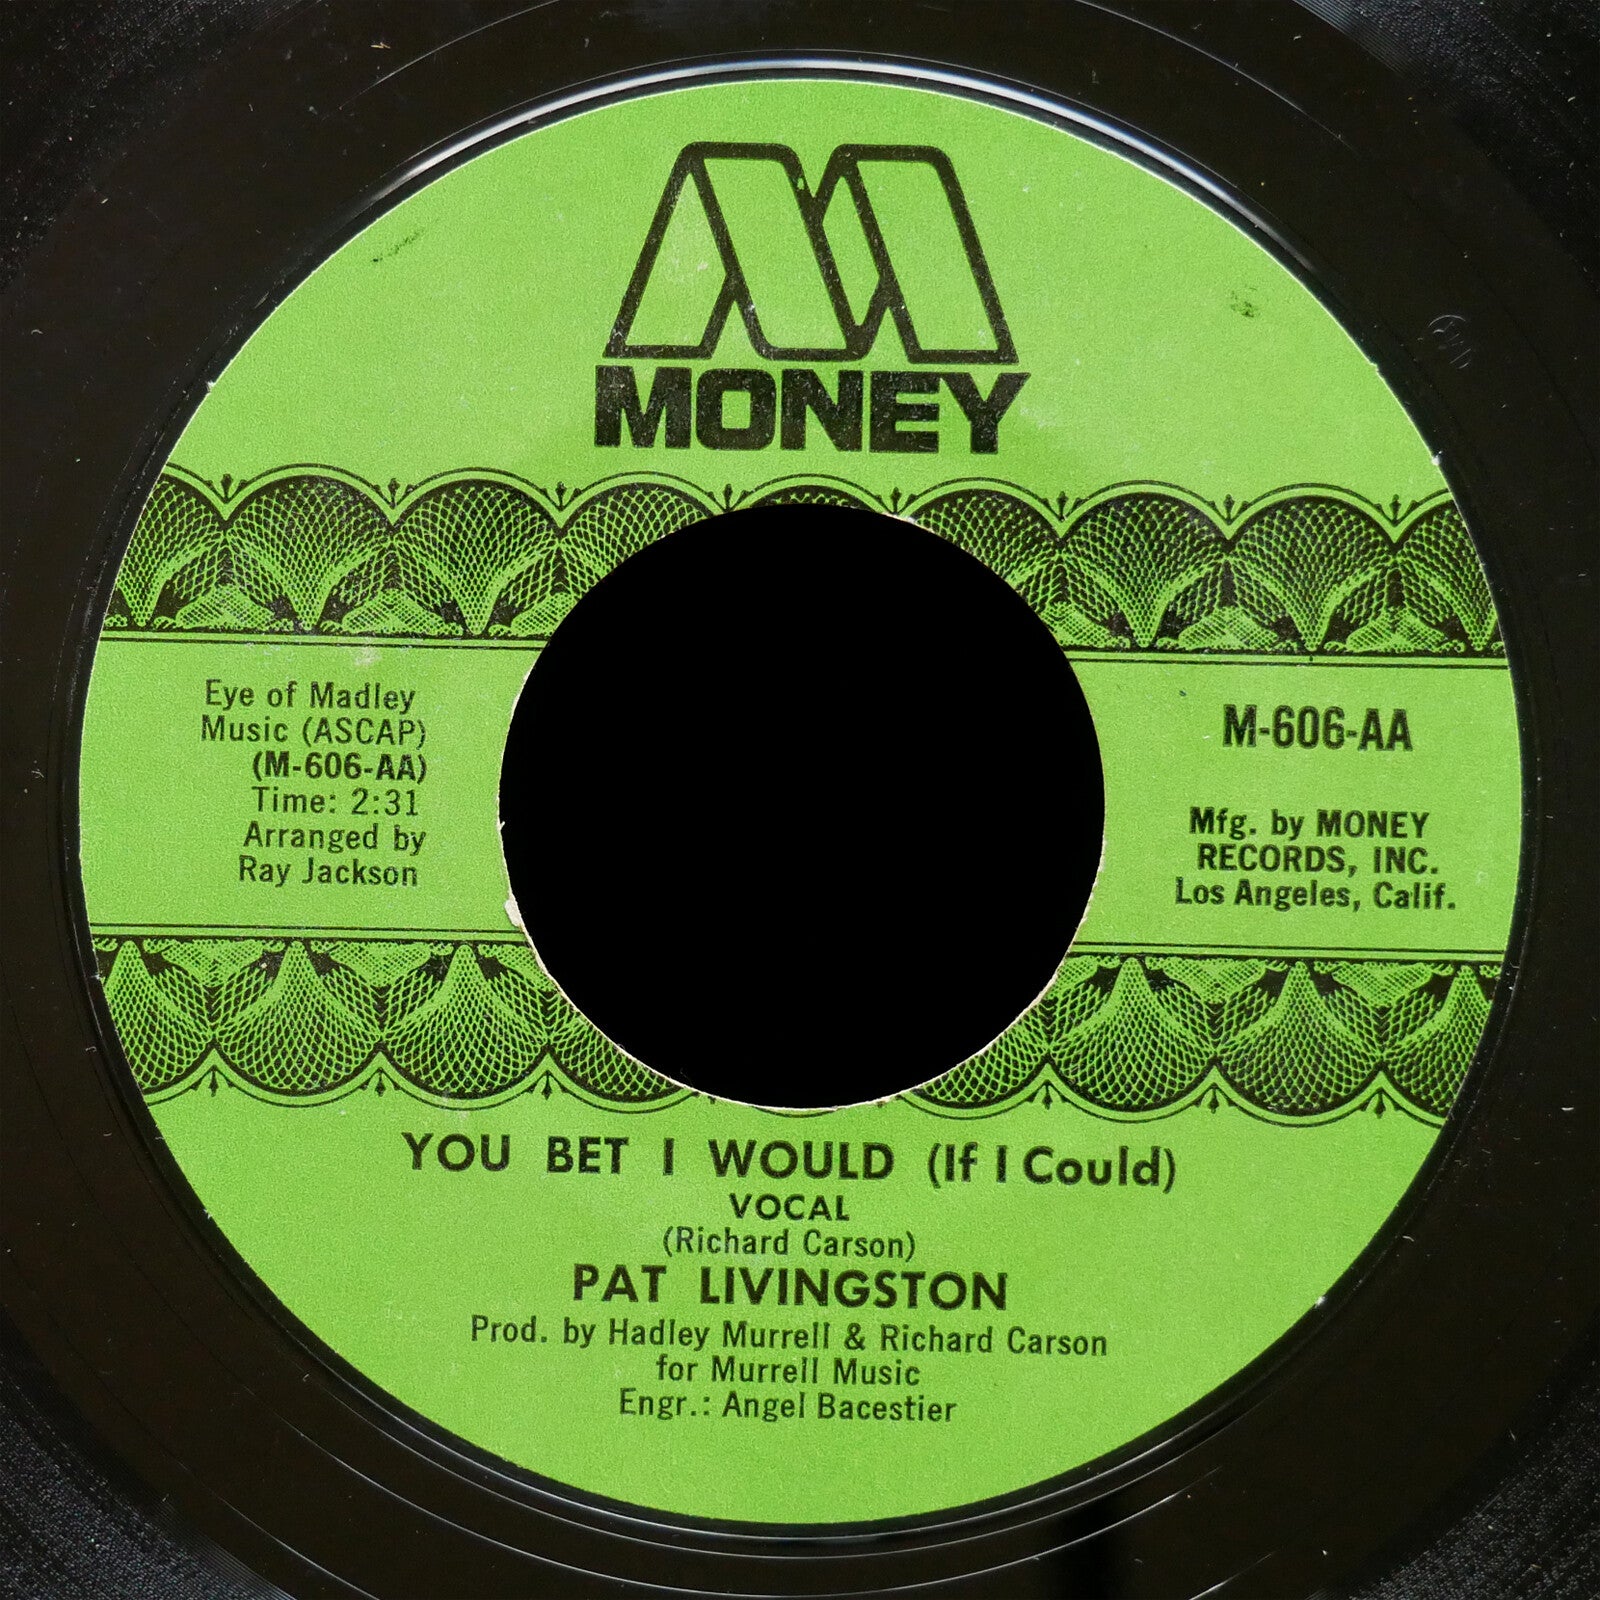 MONEY
Eye of Madley
Music (ASCAP)
(M-606-AA)
Time: 2:31
Arranged by
Ray Jackson
M-606-AA
Mfg. by MONEY
RECORDS, INC.
Los Angeles, Calif.
YOU BET I WOULD (If I Could)
VOCAL
(Richard Carson)
PAT LIVINGSTON
Prod. by Hadley Murrell & Richard Carson
for Murrell Music
Engr.: Angel Bacestier